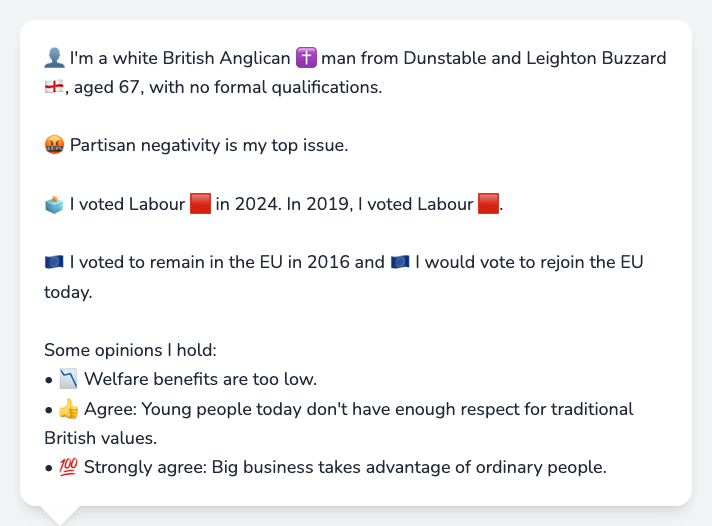 👤 I'm a white British Anglican ✝️ man from Dunstable and Leighton Buzzard
🏴󠁧󠁢󠁥󠁮󠁧󠁿, aged 67, with no formal qualifications.
🤬 Partisan negativity is my top issue.
🗳️ I voted Labour 🟥 in 2024. In 2019, I voted Labour 🟥.
🇪🇺 I voted to remain in the EU in 2016 and 🇪🇺 I would vote to rejoin the EU
today.
Some opinions I hold:
• 📉 Welfare benefits are too low.
• 👍 Agree: Young people today don't have enough respect for traditional
British values.
• 💯 Strongly agree: Big business takes advantage of ordinary people.